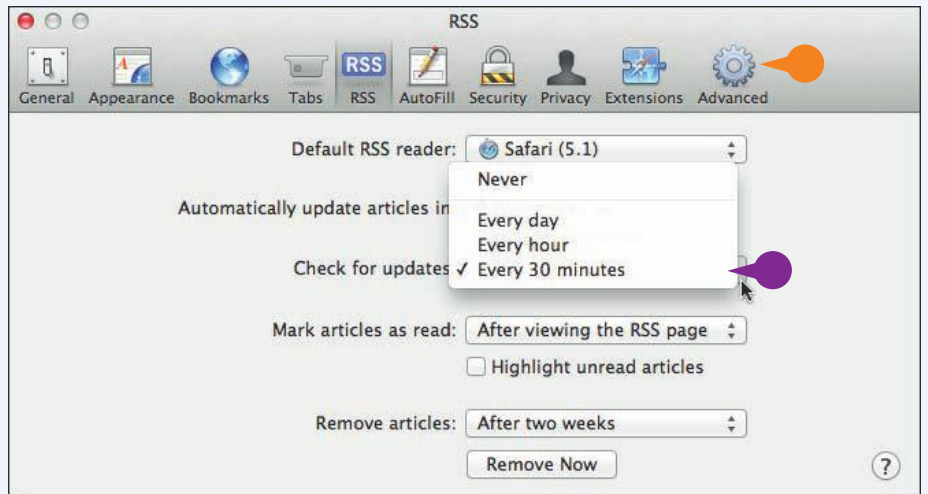 RSS
RSS
General Appearance Bookmarks Tabs RSS AutoFill Security Privacy Extensions Advanced
Default RSS reader: Safari (5.1)
Never
Automatically update articles in
Every day
Every hour
Check for updates ✓ Every 30 minutes
Mark articles as read: After viewing the RSS page
Highlight unread articles
Remove articles: After two weeks
Remove Now
?